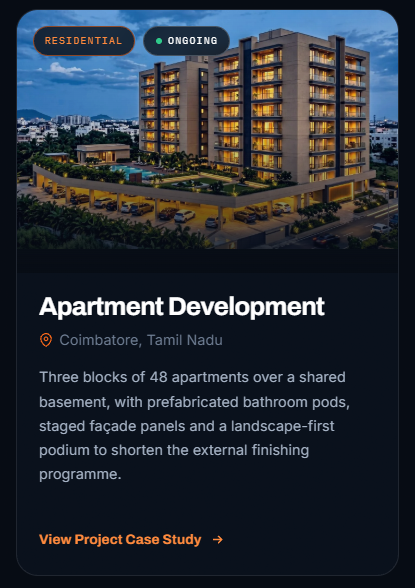 RESIDENTIAL
ONGOING
Apartment Development
Coimbatore, Tamil Nadu
Three blocks of 48 apartments over a shared
basement, with prefabricated bathroom pods,
staged façade panels and a landscape-first
podium to shorten the external finishing
programme.
View Project Case Study →